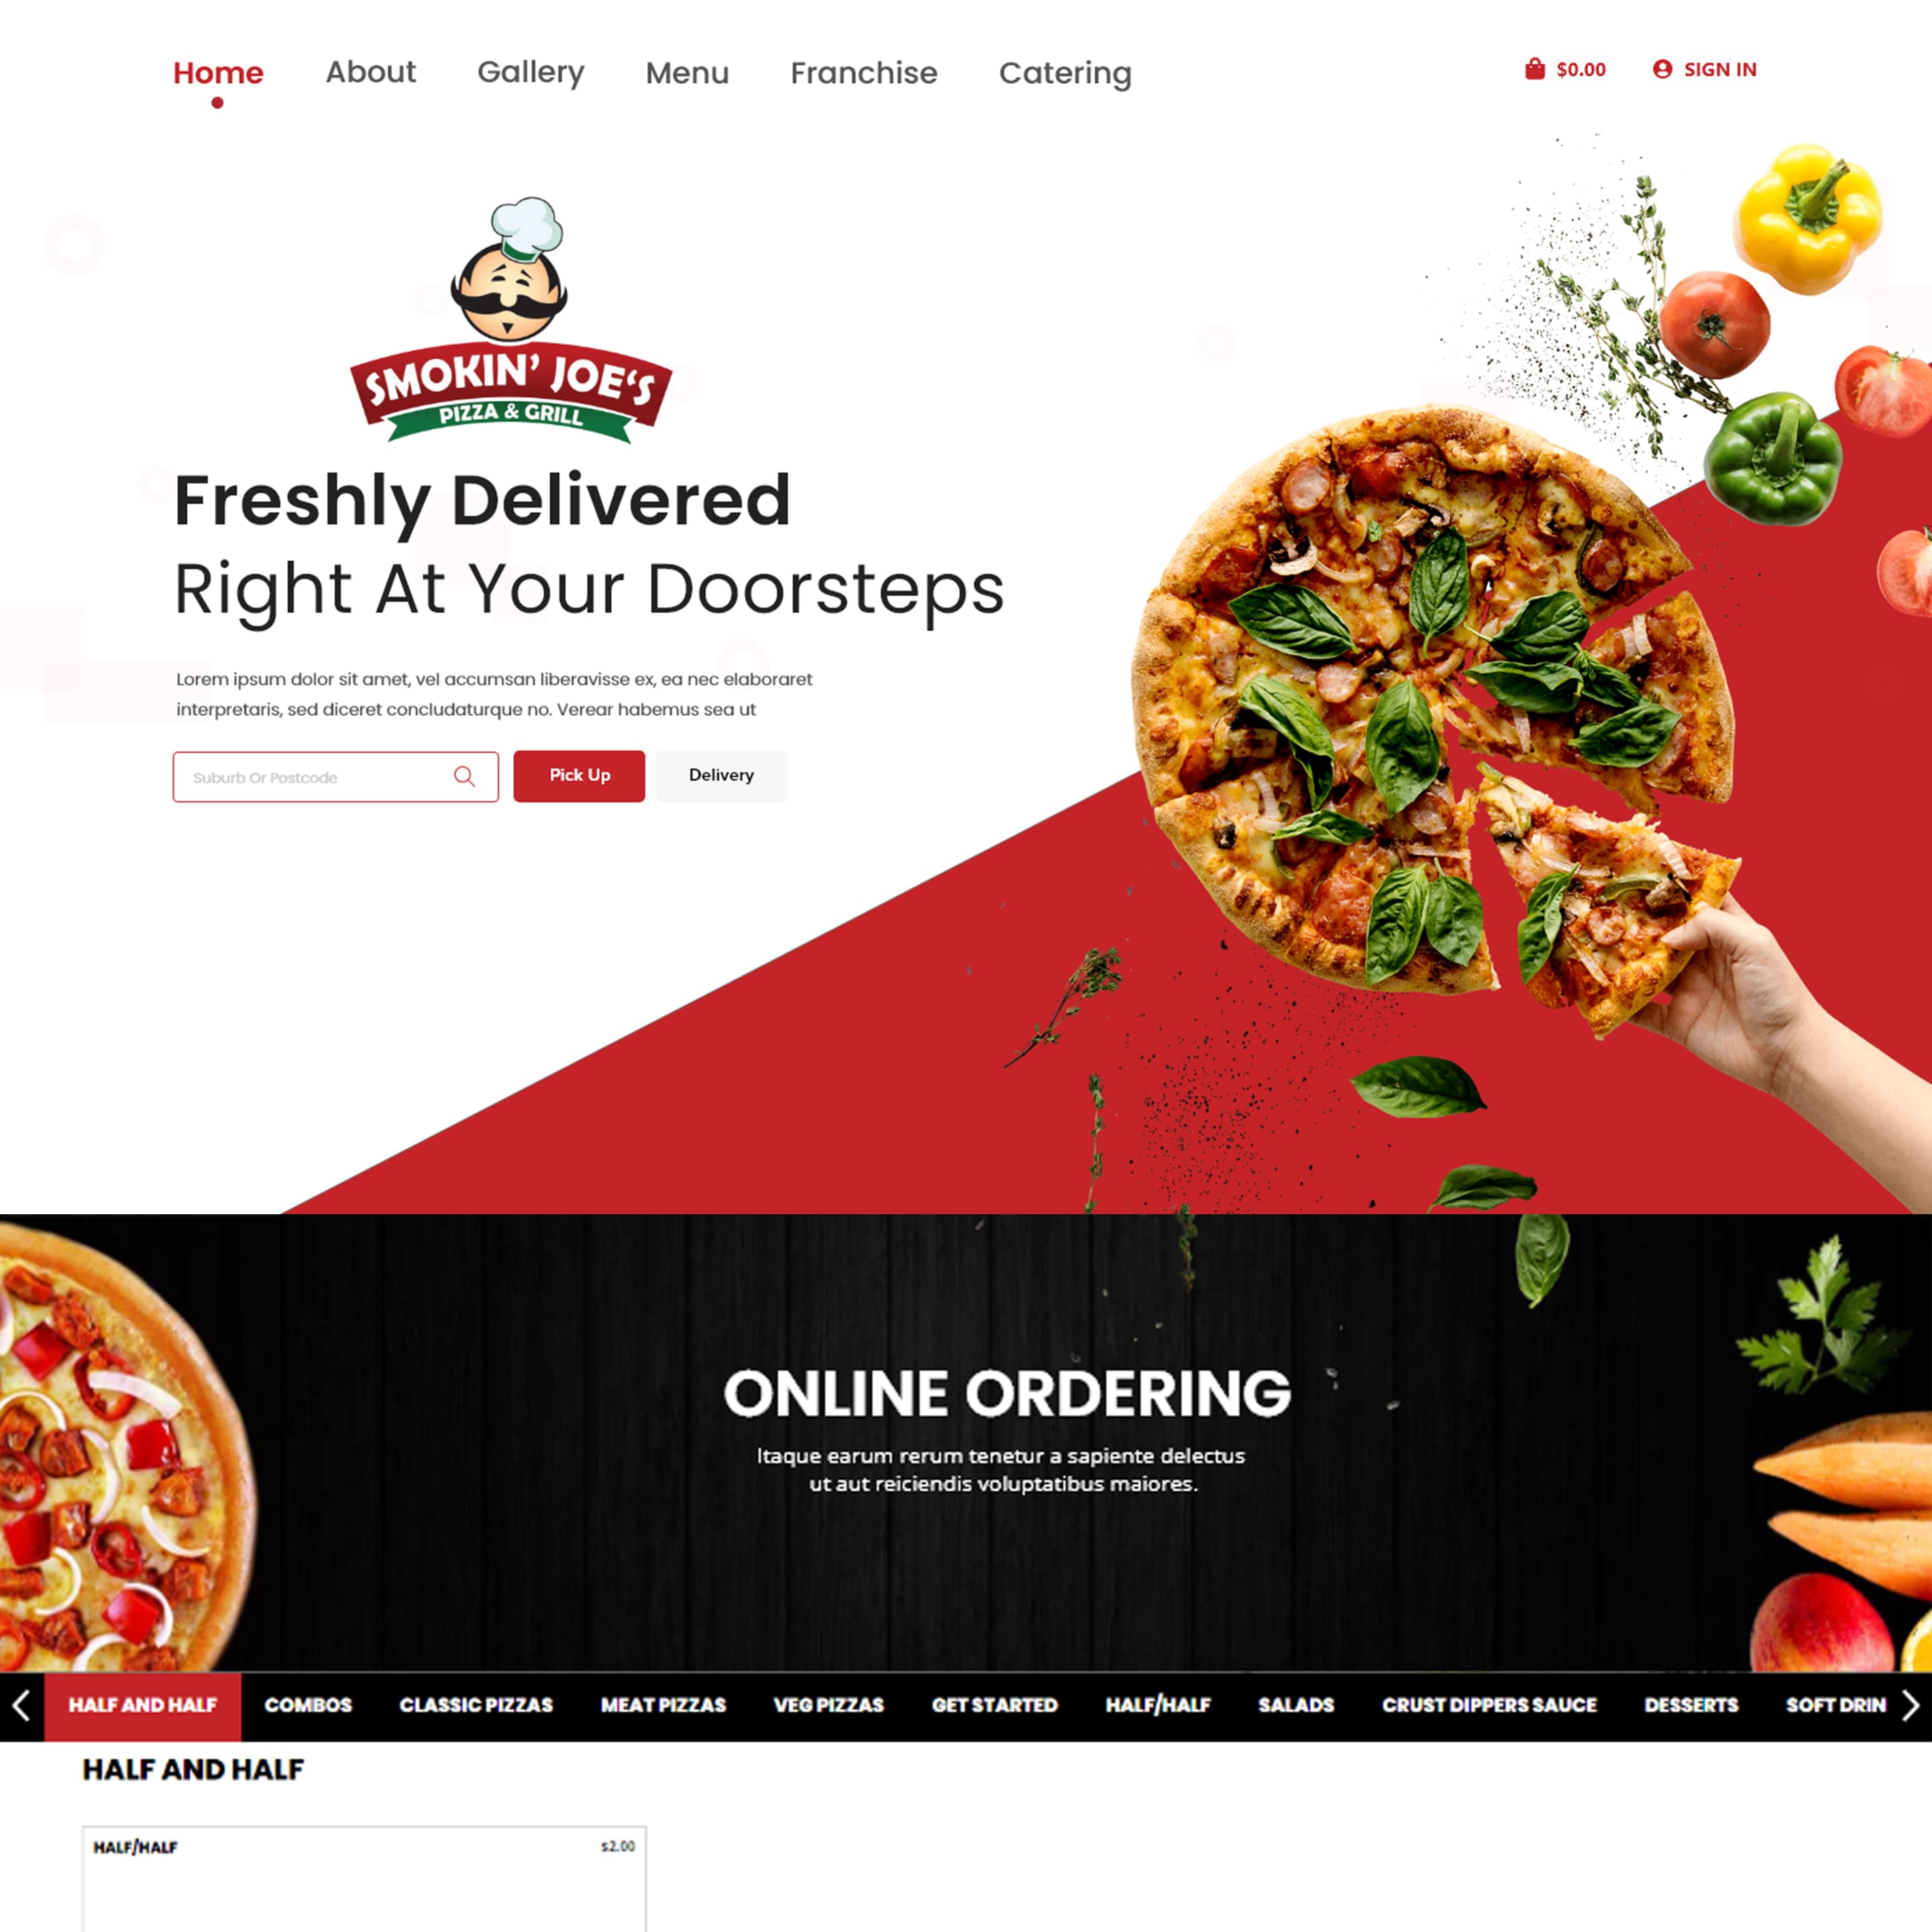 Home About Gallery Menu Franchise Catering $0.00 SIGN IN
SMOKIN' JOE'S
PIZZA & GRILL
Freshly Delivered
Right At Your Doorsteps
Lorem ipsum dolor sit amet, vel accumsan liberavisse ex, ea nec elaboraret
interpretaris, sed diceret concludaturque no. Verear habemus sea ut
Suburb Or Postcode Pick Up Delivery
ONLINE ORDERING
Itaque earum rerum tenetur a sapiente delectus
ut aut reiciendis voluptatibus maiores.
HALF AND HALF COMBOS CLASSIC PIZZAS MEAT PIZZAS VEG PIZZAS GET STARTED HALF/HALF SALADS CRUST DIPPERS SAUCE DESSERTS SOFT DRIN
HALF AND HALF
HALF/HALF $2.00